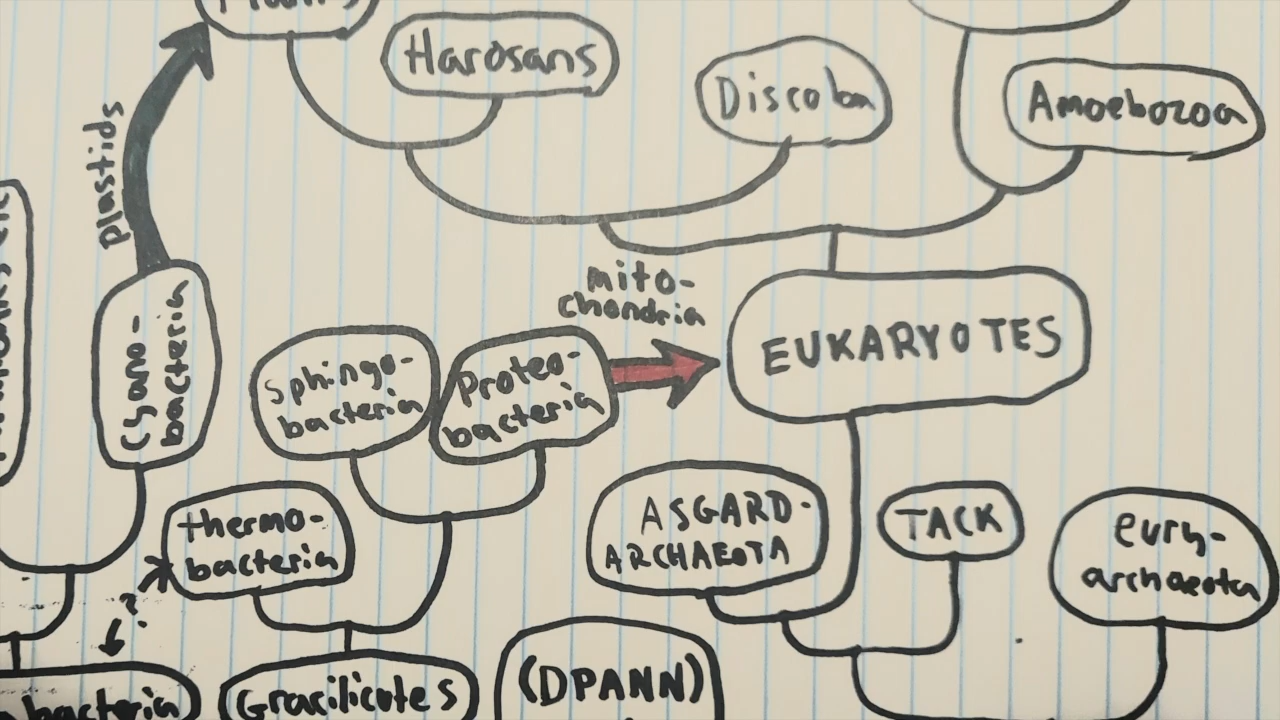 Harosans
Discoba
Amoebozoa
plastids
mito-
chondria
EUKARYOTES
Cyano-
bacteria
Sphingo-
bacteria
Proteo-
bacteria
thermo-
bacteria
?
ASGARD-
ARCHAEOTA
TACK
eury-
archaeota
bacteria
Gracilicutes
(DPANN)